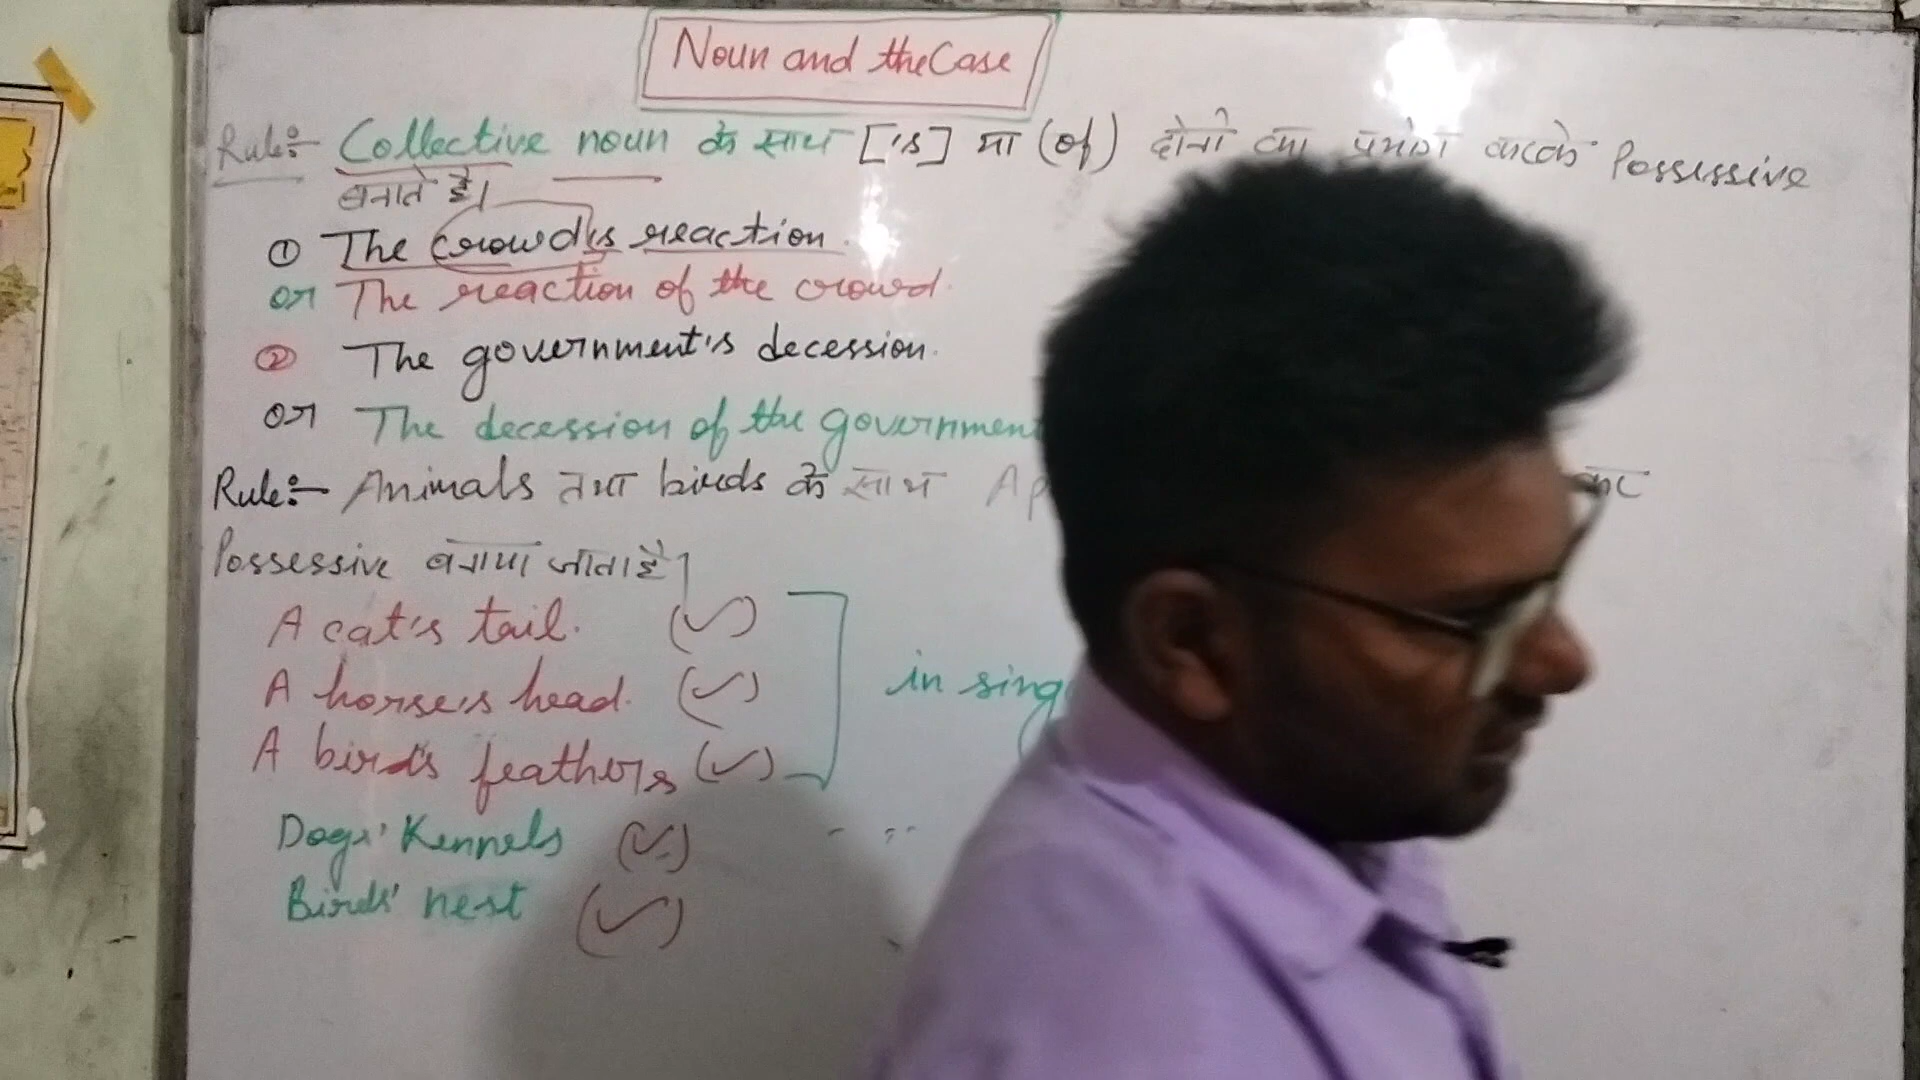 Noun and the Case
Rule:- Collective noun के साथ ['s] या (of) दोनों का प्रयोग करके Possessive
बनाते है।
① The crowd's reaction.
or The reaction of the crowd.
② The government's decession.
or The decession of the government
Rule:- Animals तथा birds के साथ Ap कर
Possessive बनाया जाता है।
A cat's tail. (✓)
A horse's head. (✓)
A bird's feathers (✓)
in sing
Dogs' Kennels (✓)
Birds' nest (✓)